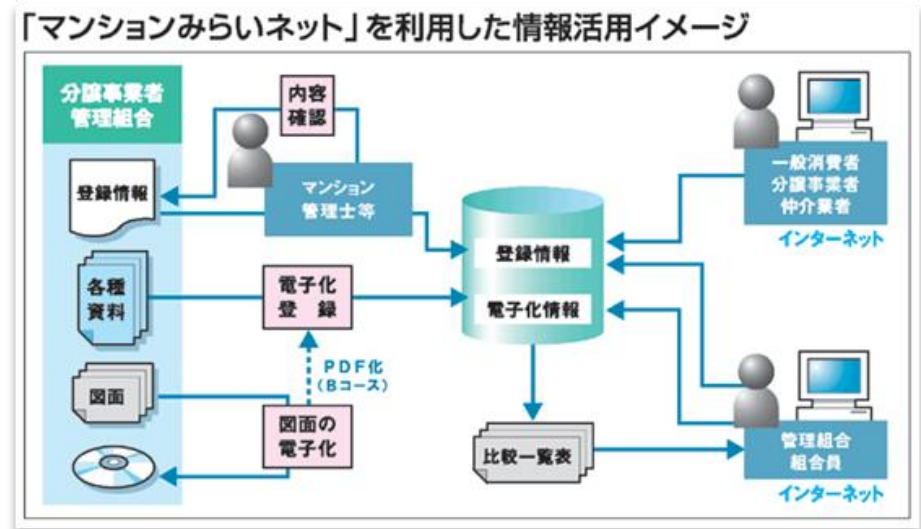 「マンションみらいネット」を利用した情報活用イメージ
分譲事業者
管理組合
内容
確認
登録情報
マンション
管理士等
各種
資料
電子化
登録
PDF化
(Bコース)
図面
図面の
電子化
登録情報
電子化情報
比較一覧表
一般消費者
分譲事業者
仲介業者
インターネット
管理組合
組合員
インターネット